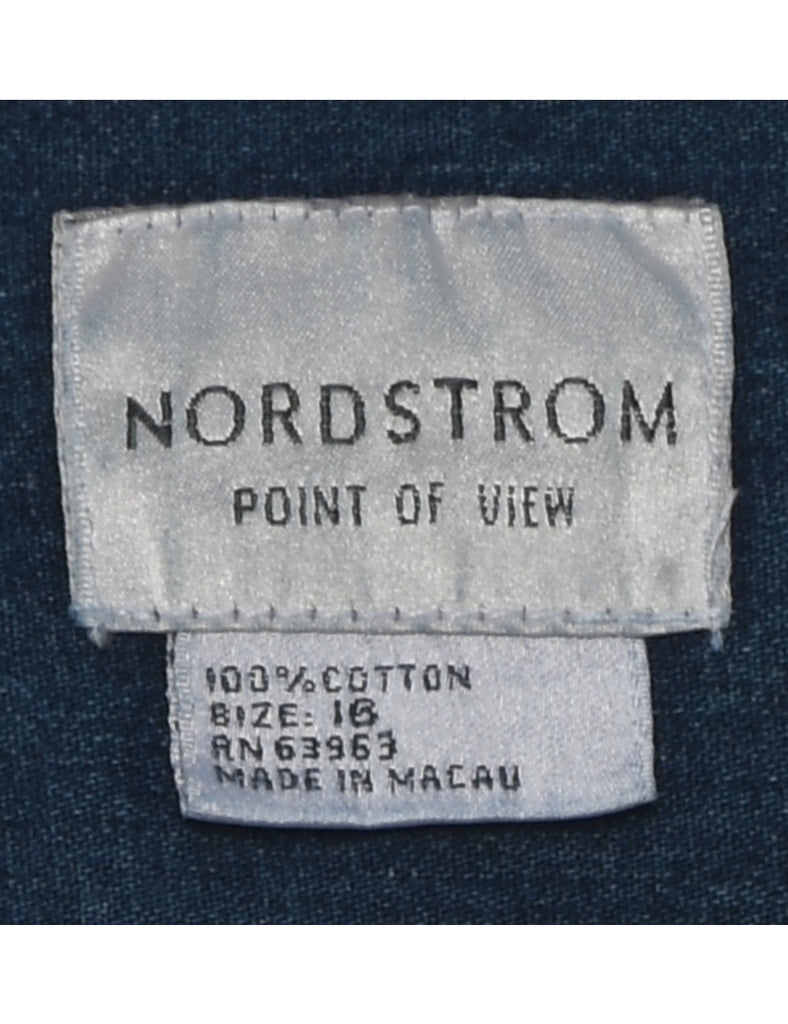 NORDSTROM
POINT OF VIEW
100% COTTON
SIZE: 16
RN 63963
MADE IN MACAU